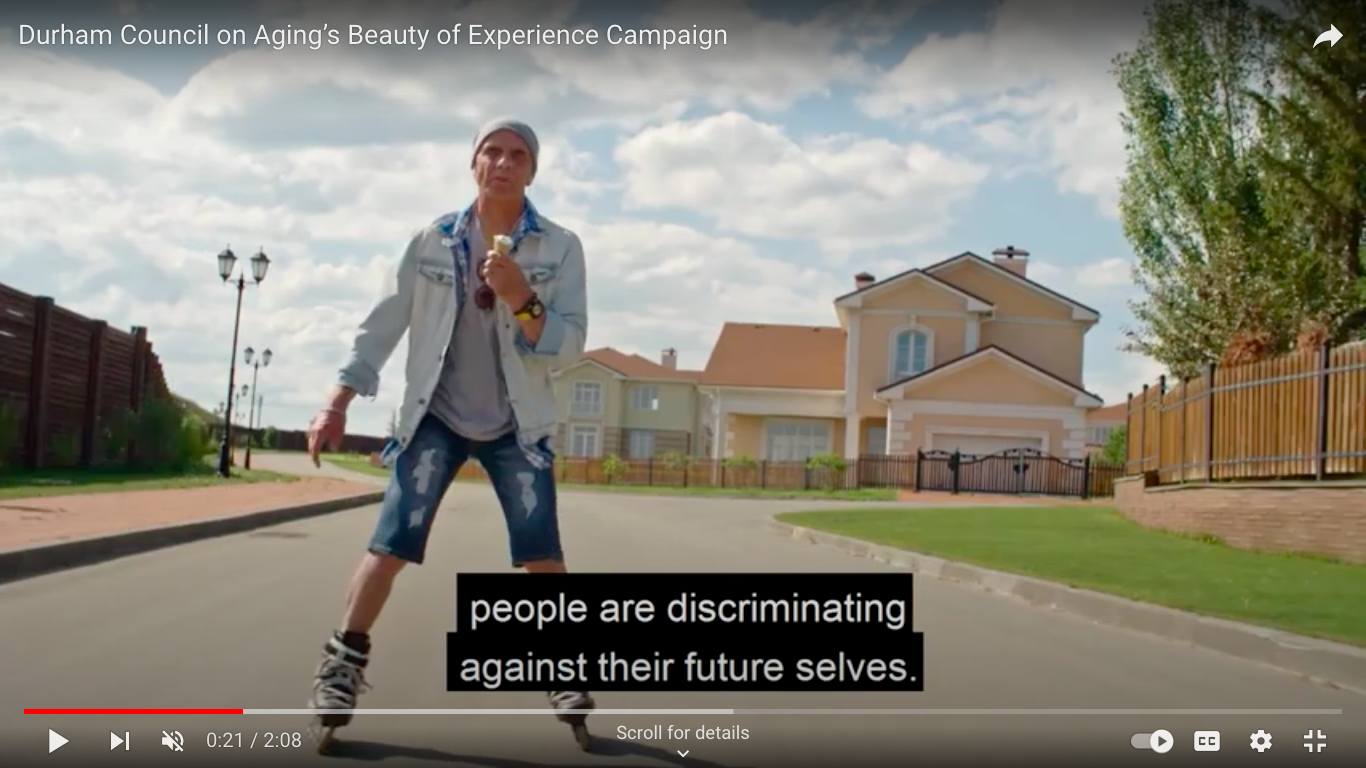 Durham Council on Aging’s Beauty of Experience Campaign
people are discriminating
against their future selves.
0:21 / 2:08
Scroll for details
CC